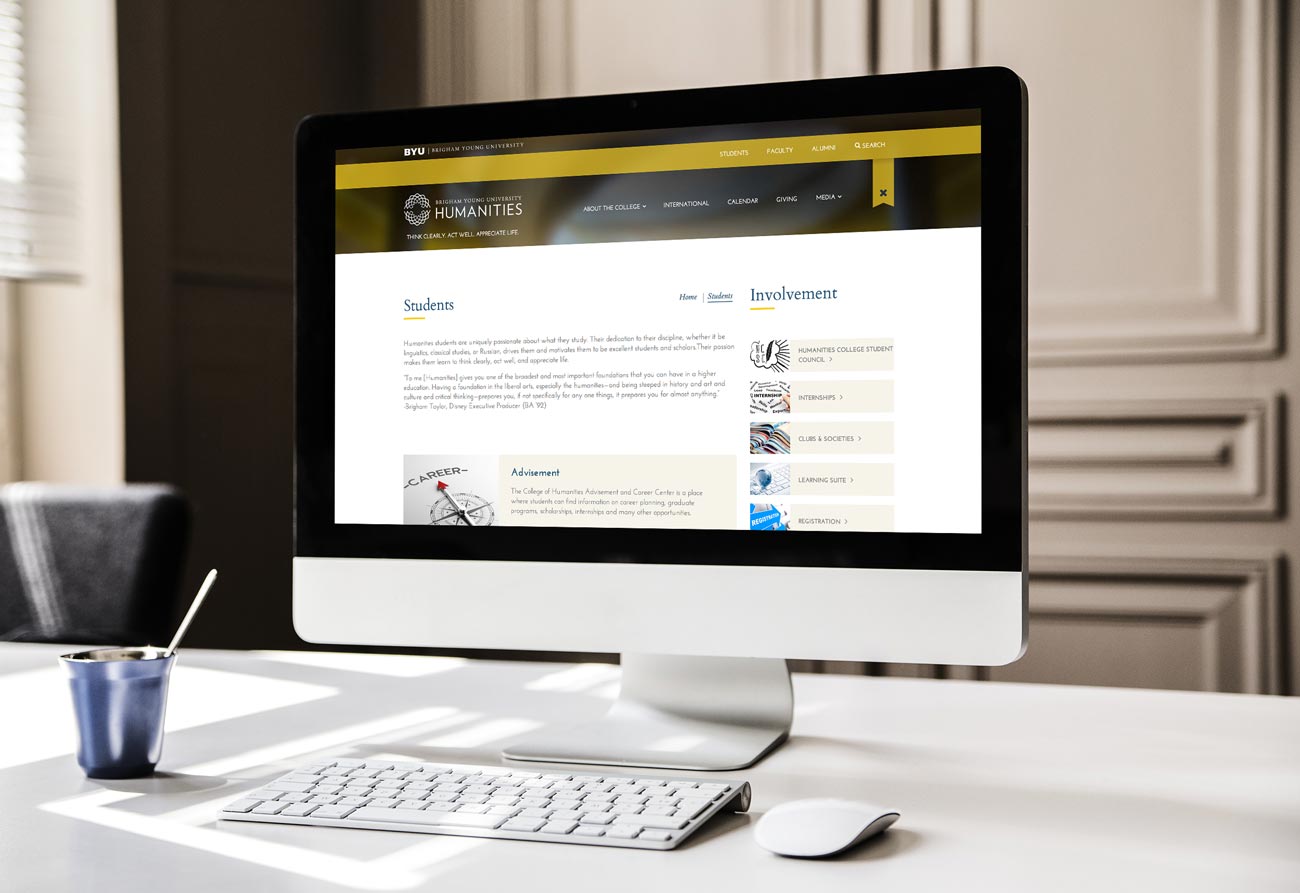 BYU | BRIGHAM YOUNG UNIVERSITY
STUDENTS FACULTY ALUMNI SEARCH
BRIGHAM YOUNG UNIVERSITY
HUMANITIES
THINK CLEARLY. ACT WELL. APPRECIATE LIFE.
ABOUT THE COLLEGE INTERNATIONAL CALENDAR GIVING MEDIA
Students
Home | Students
Humanities students are uniquely passionate about what they study. Their dedication to their discipline, whether it be
linguistics, classical studies, or Russian, drives them and motivates them to be excellent students and scholars.Their passion
makes them learn to think clearly, act well, and appreciate life.
"To me [Humanities] gives you one of the broadest and most important foundations that you can have in a higher
education. Having a foundation in the liberal arts, especially the humanities—and being steeped in history and art and
culture and critical thinking—prepares you, if not specifically for any one things, it prepares you for almost anything."
-Brigham Taylor, Disney Executive Producer (BA '92)
CAREER
Advisement
The College of Humanities Advisement and Career Center is a place
where students can find information on career planning, graduate
programs, scholarships, internships and many other opportunities.
Involvement
HUMANITIES COLLEGE STUDENT
COUNCIL >
INTERNSHIP
INTERNSHIPS >
CLUBS & SOCIETIES >
LEARNING SUITE >
REGISTRATION
REGISTRATION >